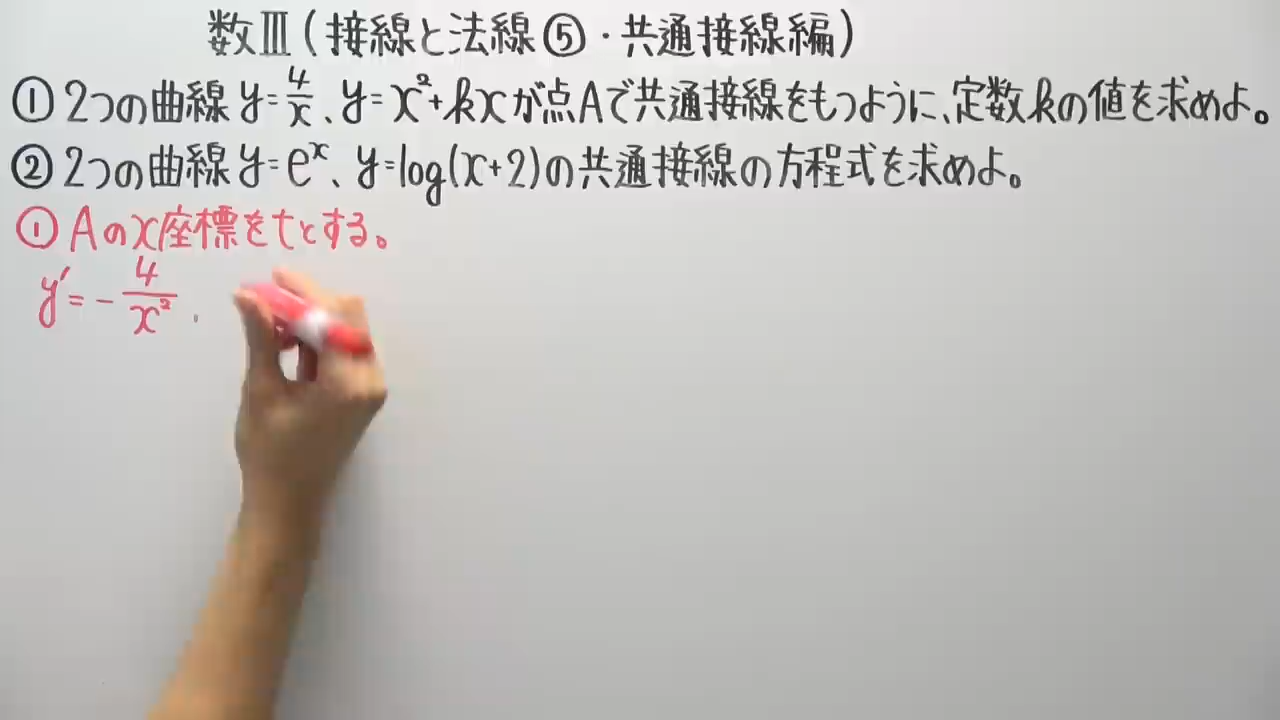 数Ⅲ(接線と法線⑤・共通接線編)
①2つの曲線y=4/x、y=x²+kxが点Aで共通接線をもつように、定数kの値を求めよ。
②2つの曲線y=eˣ、y=log(x+2)の共通接線の方程式を求めよ。
①Aのx座標をtとする。
y'=-4/x².